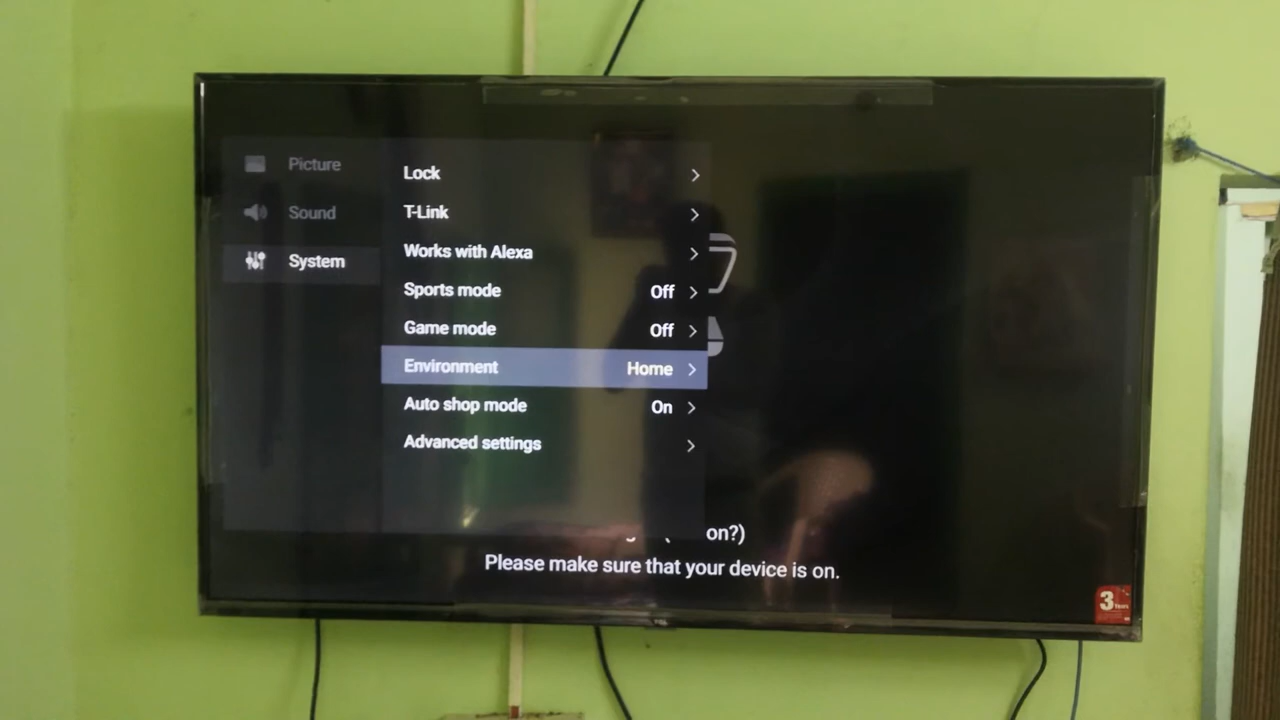 Picture
Sound
System
Lock
T-Link
Works with Alexa
Sports mode Off
Game mode Off
Environment Home
Auto shop mode On
Advanced settings
on?)
Please make sure that your device is on.
3 Years